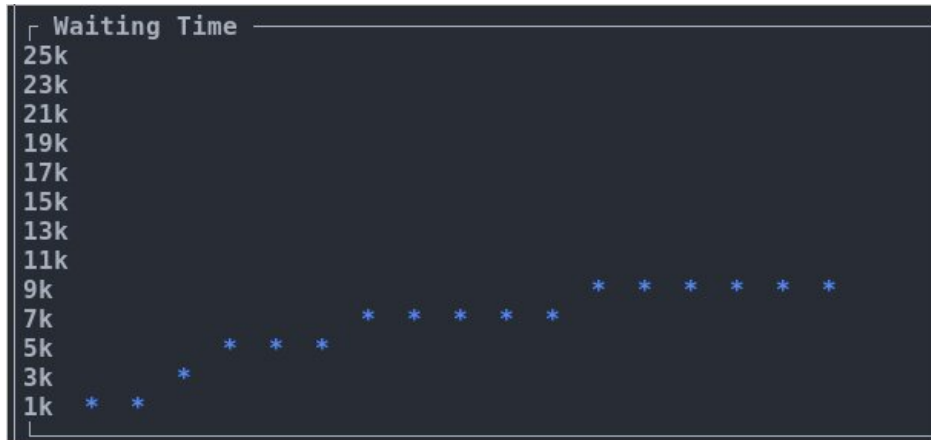 Waiting Time
25k
23k
21k
19k
17k
15k
13k
11k
9k * * * * * *
7k * * * * *
5k * * *
3k *
1k * *